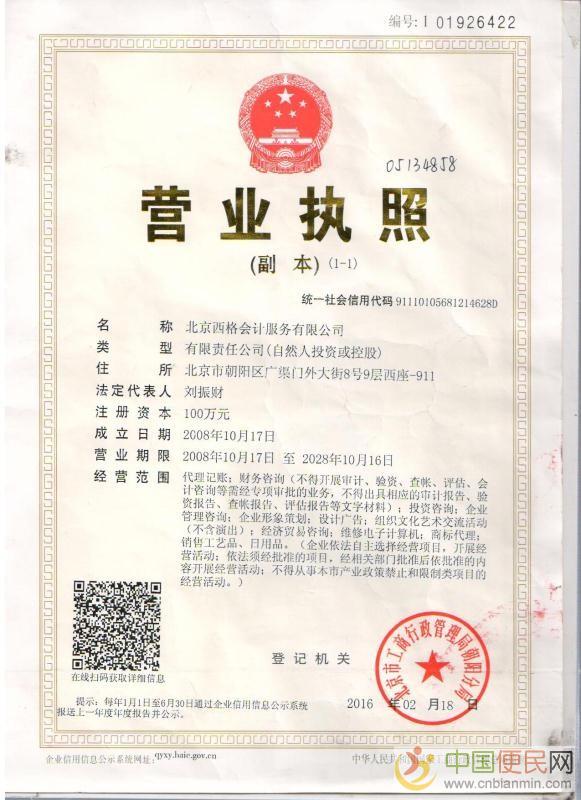 编号:1 01926422
05134858
营业执照
(副 本)(1-1)
统一社会信用代码 91110105681214628D
名 称 北京西格会计服务有限公司
类 型 有限责任公司(自然人投资或控股)
住 所 北京市朝阳区广渠门外大街8号9层西座-911
法定代表人 刘振财
注册资本 100万元
成立日期 2008年10月17日
营业期限 2008年10月17日 至 2028年10月16日
经营范围 代理记账；财务咨询（不得开展审计、验资、查帐、评估、会
计咨询等需经专项审批的业务，不得出具相应的审计报告、验
资报告、查帐报告、评估报告等文字材料）；投资咨询；企业
管理咨询；企业形象策划；设计广告；组织文化艺术交流活动
（不含演出）；经济贸易咨询；维修电子计算机；商标代理；
销售工艺品、日用品。（企业依法自主选择经营项目，开展经
营活动；依法须经批准的项目，经相关部门批准后依批准的内
容开展经营活动；不得从事本市产业政策禁止和限制类项目的
经营活动。）
在线扫码获取详细信息
登记机关
北京市工商行政管理局朝阳分局
提示：每年1月1日至6月30日通过企业信用信息公示系统
报送上一年度年度报告并公示。
2016 年 02 月 18 日
企业信用信息公示系统网址： qyxy.baic.gov.cn
中华人民共和国国家工
中国便民网
www.cnbianmin.com